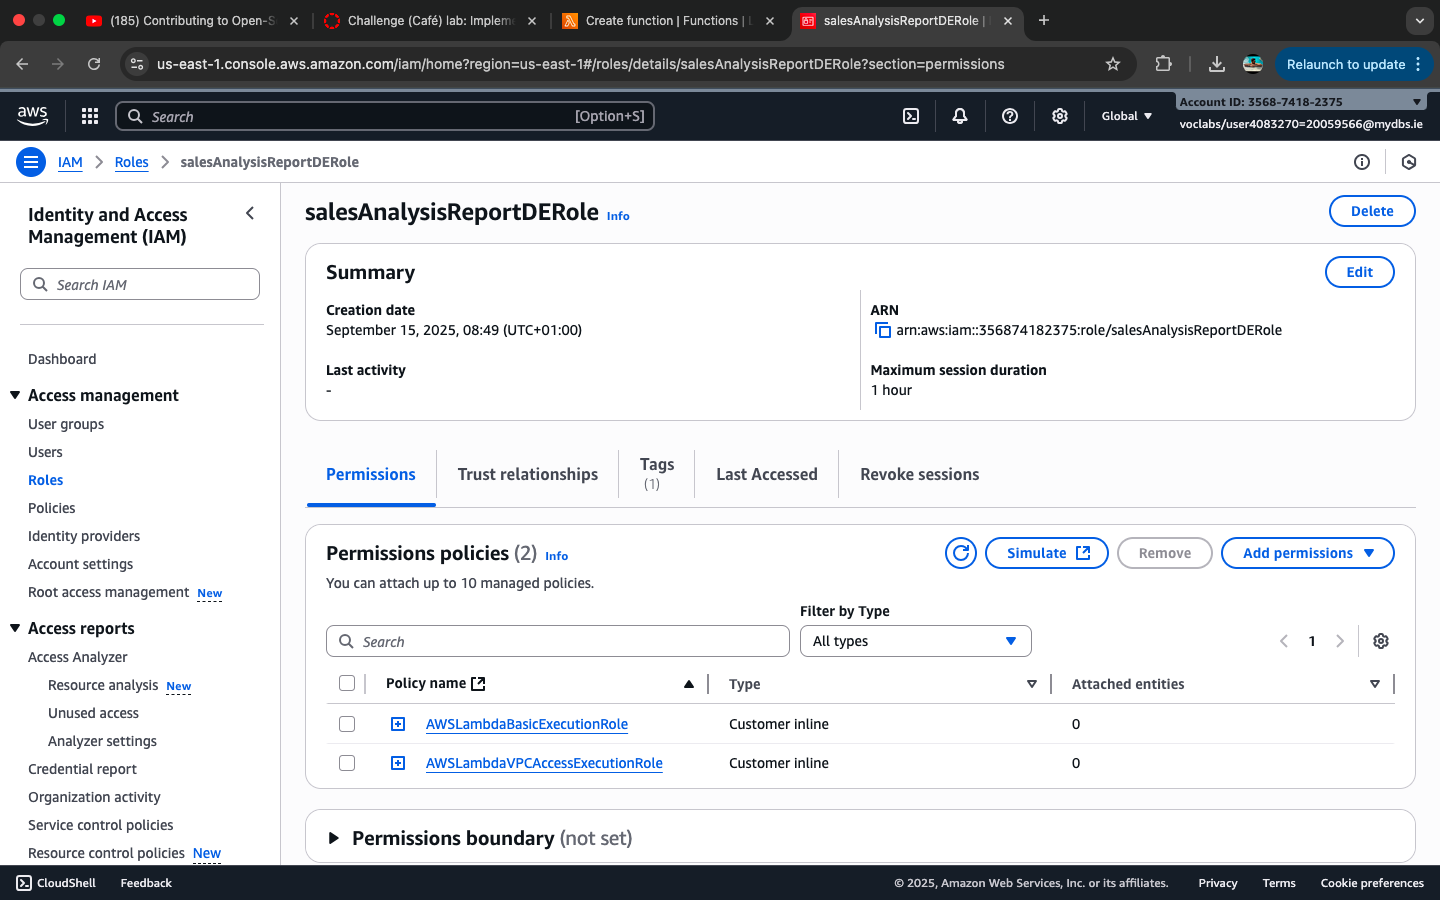 (185) Contributing to Open-S
Challenge (Café) lab: Implem
Create function | Functions | L
salesAnalysisReportDERole |
us-east-1.console.aws.amazon.com/iam/home?region=us-east-1#/roles/details/salesAnalysisReportDERole?section=permissions
Relaunch to update
aws
Search
[Option+S]
Global
Account ID: 3568-7418-2375
voclabs/user4083270=20059566@mydbs.ie
IAM
Roles
salesAnalysisReportDERole
Identity and Access
Management (IAM)
Search IAM
Dashboard
Access management
User groups
Users
Roles
Policies
Identity providers
Account settings
Root access management New
Access reports
Access Analyzer
Resource analysis New
Unused access
Analyzer settings
Credential report
Organization activity
Service control policies
Resource control policies New
salesAnalysisReportDERole Info
Delete
Summary
Edit
Creation date
September 15, 2025, 08:49 (UTC+01:00)
ARN
arn:aws:iam::356874182375:role/salesAnalysisReportDERole
Last activity
-
Maximum session duration
1 hour
Permissions
Trust relationships
Tags
(1)
Last Accessed
Revoke sessions
Permissions policies (2) Info
Simulate
Remove
Add permissions
You can attach up to 10 managed policies.
Filter by Type
Search
All types
1
Policy name
Type
Attached entities
AWSLambdaBasicExecutionRole
Customer inline
0
AWSLambdaVPCAccessExecutionRole
Customer inline
0
Permissions boundary (not set)
CloudShell
Feedback
© 2025, Amazon Web Services, Inc. or its affiliates.
Privacy
Terms
Cookie preferences